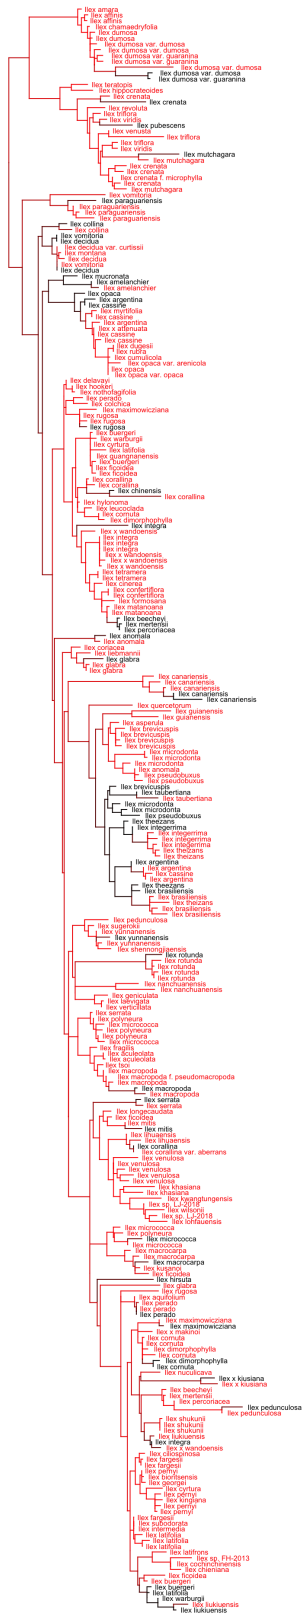 Ilex amara
Ilex affinis
Ilex affinis
Ilex chamaedryfolia
Ilex dumosa
Ilex dumosa
Ilex dumosa var. dumosa
Ilex dumosa var. dumosa
Ilex dumosa var. guaranina
Ilex dumosa var. guaranina
Ilex dumosa var. dumosa
Ilex dumosa var. dumosa
Ilex dumosa var. guaranina
Ilex teratopis
Ilex hippocrateoides
Ilex crenata
Ilex crenata
Ilex revoluta
Ilex triflora
Ilex viridis
Ilex pubescens
Ilex venusta
Ilex triflora
Ilex triflora
Ilex viridis
Ilex mutchagara
Ilex mutchagara
Ilex crenata
Ilex crenata
Ilex crenata f. microphylla
Ilex crenata
Ilex mutchagara
Ilex vomitoria
Ilex paraguariensis
Ilex paraguariensis
Ilex paraguariensis
Ilex paraguariensis
Ilex collina
Ilex collina
Ilex vomitoria
Ilex decidua
Ilex decidua var. curtissii
Ilex montana
Ilex decidua
Ilex vomitoria
Ilex decidua
Ilex mucronata
Ilex amelanchier
Ilex amelanchier
Ilex opaca
Ilex argentina
Ilex cassine
Ilex myrtifolia
Ilex cassine
Ilex argentina
Ilex x attenuata
Ilex cassine
Ilex cassine
Ilex dugesii
Ilex rubra
Ilex cumulicola
Ilex opaca var. arenicola
Ilex opaca
Ilex opaca var. opaca
Ilex delavayi
Ilex hookeri
Ilex nothofagifolia
Ilex perado
Ilex colchica
Ilex maximowicziana
Ilex rugosa
Ilex rugosa
Ilex rugosa
Ilex buergeri
Ilex warburgii
Ilex cyrtura
Ilex latifolia
Ilex guangnanensis
Ilex buergeri
Ilex ficoidea
Ilex ficoidea
Ilex corallina
Ilex corallina
Ilex chinensis
Ilex corallina
Ilex hylonoma
Ilex leucoclada
Ilex cornuta
Ilex dimorphophylla
Ilex integra
Ilex x wandoensis
Ilex integra
Ilex integra
Ilex integra
Ilex x wandoensis
Ilex x wandoensis
Ilex x wandoensis
Ilex tetramera
Ilex tetramera
Ilex cinerea
Ilex confertiflora
Ilex confertiflora
Ilex formosana
Ilex matanoana
Ilex matanoana
Ilex beecheyi
Ilex mertensii
Ilex percoriacea
Ilex anomala
Ilex anomala
Ilex coriacea
Ilex liebmannii
Ilex glabra
Ilex glabra
Ilex glabra
Ilex canariensis
Ilex canariensis
Ilex canariensis
Ilex canariensis
Ilex canariensis
Ilex quercetorum
Ilex guianensis
Ilex guianensis
Ilex asperula
Ilex brevicuspis
Ilex brevicuspis
Ilex brevicuspis
Ilex brevicuspis
Ilex microdonta
Ilex microdonta
Ilex microdonta
Ilex anomala
Ilex pseudobuxus
Ilex pseudobuxus
Ilex brevicuspis
Ilex taubertiana
Ilex taubertiana
Ilex microdonta
Ilex microdonta
Ilex pseudobuxus
Ilex theezans
Ilex integerrima
Ilex integerrima
Ilex integerrima
Ilex integerrima
Ilex theizans
Ilex theizans
Ilex argentina
Ilex argentina
Ilex cassine
Ilex argentina
Ilex theezans
Ilex brasiliensis
Ilex brasiliensis
Ilex theizans
Ilex brasiliensis
Ilex brasiliensis
Ilex pedunculosa
Ilex sugerokii
Ilex yunnanensis
Ilex yunnanensis
Ilex yunnanensis
Ilex shennongjiaensis
Ilex rotunda
Ilex rotunda
Ilex rotunda
Ilex rotunda
Ilex rotunda
Ilex nanchuanensis
Ilex nanchuanensis
Ilex geniculata
Ilex laevigata
Ilex verticillata
Ilex serrata
Ilex polyneura
Ilex micrococca
Ilex polyneura
Ilex polyneura
Ilex micrococca
Ilex fragilis
Ilex aculeolata
Ilex aculeolata
Ilex tsoi
Ilex macropoda
Ilex macropoda f. pseudomacropoda
Ilex macropoda
Ilex macropoda
Ilex macropoda
Ilex serrata
Ilex serrata
Ilex longecaudata
Ilex ficoidea
Ilex mitis
Ilex mitis
Ilex lihuaensis
Ilex lihuaensis
Ilex corallina
Ilex corallina var. aberrans
Ilex venulosa
Ilex venulosa
Ilex venulosa
Ilex venulosa
Ilex venulosa
Ilex khasiana
Ilex khasiana
Ilex kwangtungensis
Ilex sp. LJ-2018
Ilex wilsonii
Ilex sp. LJ-2018
Ilex lohfauensis
Ilex micrococca
Ilex polyneura
Ilex micrococca
Ilex micrococca
Ilex macrocarpa
Ilex macrocarpa
Ilex macrocarpa
Ilex kusanoi
Ilex ficoidea
Ilex hirsuta
Ilex glabra
Ilex rugosa
Ilex aquifolium
Ilex perado
Ilex perado
Ilex perado
Ilex maximowicziana
Ilex maximowicziana
Ilex x makinoi
Ilex cornuta
Ilex cornuta
Ilex dimorphophylla
Ilex cornuta
Ilex dimorphophylla
Ilex cornuta
Ilex nuculicava
Ilex x kiusiana
Ilex x kiusiana
Ilex beecheyi
Ilex mertensii
Ilex percoriacea
Ilex pedunculosa
Ilex pedunculosa
Ilex shukunii
Ilex shukunii
Ilex shukunii
Ilex liukiuensis
Ilex integra
Ilex x wandoensis
Ilex ciliospinosa
Ilex fargesii
Ilex fargesii
Ilex pernyi
Ilex bioritsensis
Ilex georgei
Ilex cyrtura
Ilex pernyi
Ilex kingiana
Ilex pernyi
Ilex pernyi
Ilex fargesii
Ilex subodorata
Ilex intermedia
Ilex latifolia
Ilex latifolia
Ilex latifolia
Ilex latifrons
Ilex sp. FH-2013
Ilex cochinchinensis
Ilex chieniana
Ilex ficoidea
Ilex buergeri
Ilex buergeri
Ilex latifolia
Ilex warburgii
Ilex liukiuensis
Ilex liukiuensis